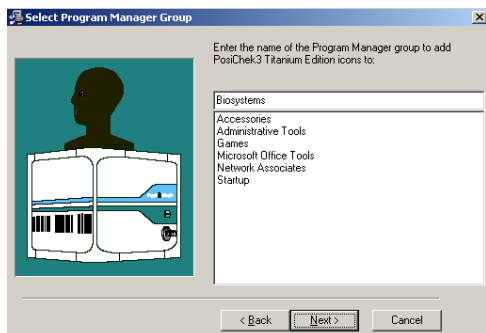 Select Program Manager Group
Enter the name of the Program Manager group to add
PosiChek3 Titanium Edition icons to:
Biosystems
Accessories
Administrative Tools
Games
Microsoft Office Tools
Network Associates
Startup
< Back
Next >
Cancel